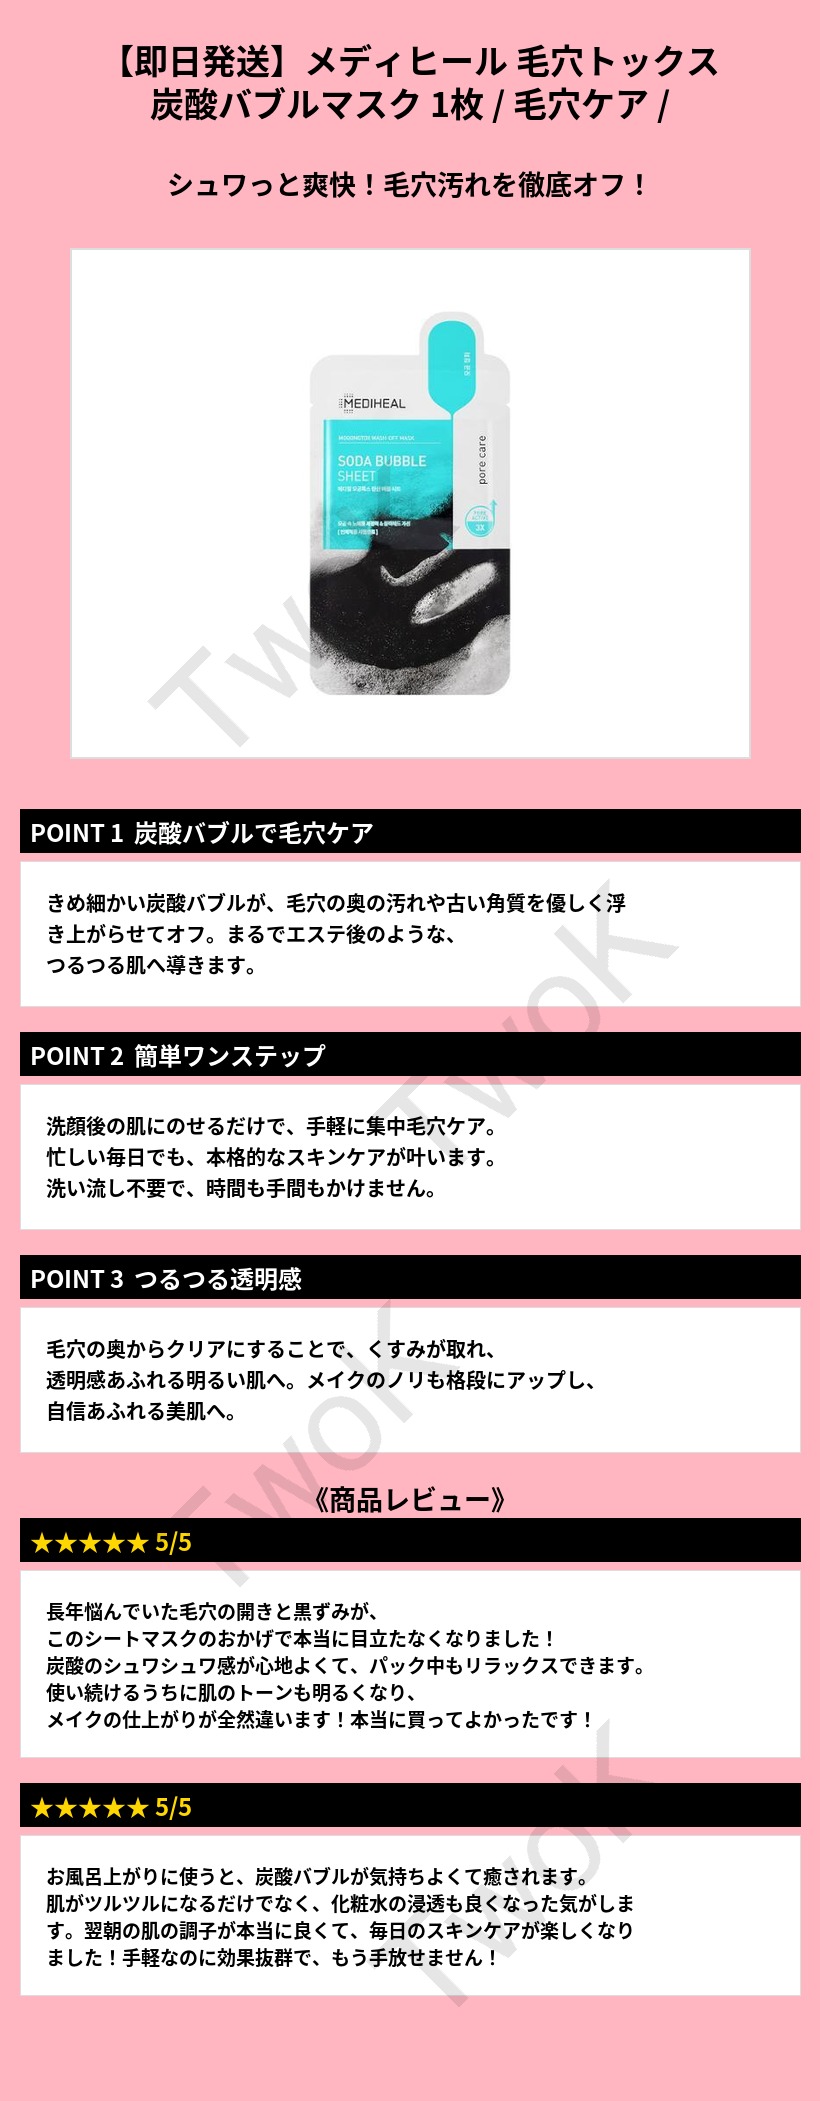 【即日発送】メディヒール 毛穴トックス
炭酸バブルマスク 1枚 / 毛穴ケア /
シュワっと爽快！毛穴汚れを徹底オフ！
MEDIHEAL
MOGONGTOX WASH OFF MASK
SODA BUBBLE
SHEET
메디힐 모공톡스 탄산 버블 시트
pore care
3X
TwoK
POINT 1 炭酸バブルで毛穴ケア
きめ細かい炭酸バブルが、毛穴の奥の汚れや古い角質を優しく浮
き上がらせてオフ。まるでエステ後のような、
つるつる肌へ導きます。
TwoK
POINT 2 簡単ワンステップ
洗顔後の肌にのせるだけで、手軽に集中毛穴ケア。
忙しい毎日でも、本格的なスキンケアが叶います。
洗い流し不要で、時間も手間もかけません。
POINT 3 つるつる透明感
毛穴の奥からクリアにすることで、くすみが取れ、
透明感あふれる明るい肌へ。メイクのノリも格段にアップし、
自信あふれる美肌へ。
TwoK
《商品レビュー》
★★★★★ 5/5
長年悩んでいた毛穴の開きと黒ずみが、
このシートマスクのおかげで本当に目立たなくなりました！
炭酸のシュワシュワ感が心地よくて、パック中もリラックスできます。
使い続けるうちに肌のトーンも明るくなり、
メイクの仕上がりが全然違います！本当に買ってよかったです！
★★★★★ 5/5
お風呂上がりに使うと、炭酸バブルが気持ちよくて癒されます。
肌がツルツルになるだけでなく、化粧水の浸透も良くなった気がしま
す。翌朝の肌の調子が本当に良くて、毎日のスキンケアが楽しくなり
ました！手軽なのに効果抜群で、もう手放せません！
TwoK